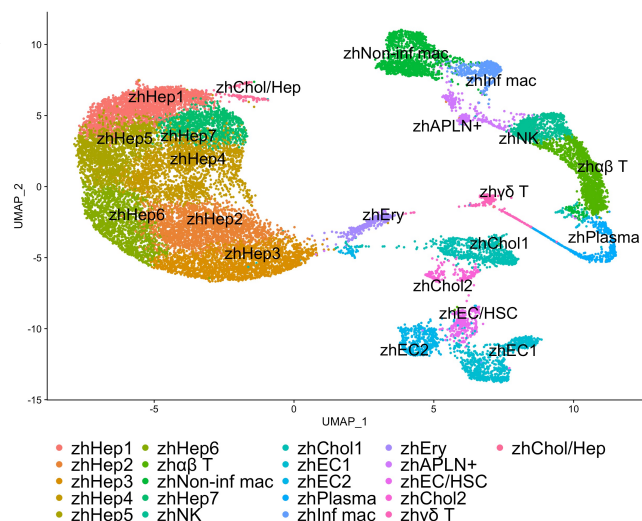 10
5
0
-5
-10
-15
UMAP_2
-5
0
5
10
UMAP_1
zhNon-inf mac
zhInf mac
zhChol/Hep
zhHep1
zhAPLN+
zhHep5
zhHep7
zhNK
zhHep4
zhαβ T
zhγδ T
zhHep6
zhHep2
zhEry
zhPlasma
zhHep3
zhChol1
zhChol2
zhEC/HSC
zhEC2
zhEC1
zhHep1 zhHep6 zhChol1 zhEry zhChol/Hep
zhHep2 zhαβ T zhEC1 zhAPLN+
zhHep3 zhNon-inf mac zhEC2 zhEC/HSC
zhHep4 zhHep7 zhPlasma zhChol2
zhHep5 zhNK zhInf mac zhγδ T